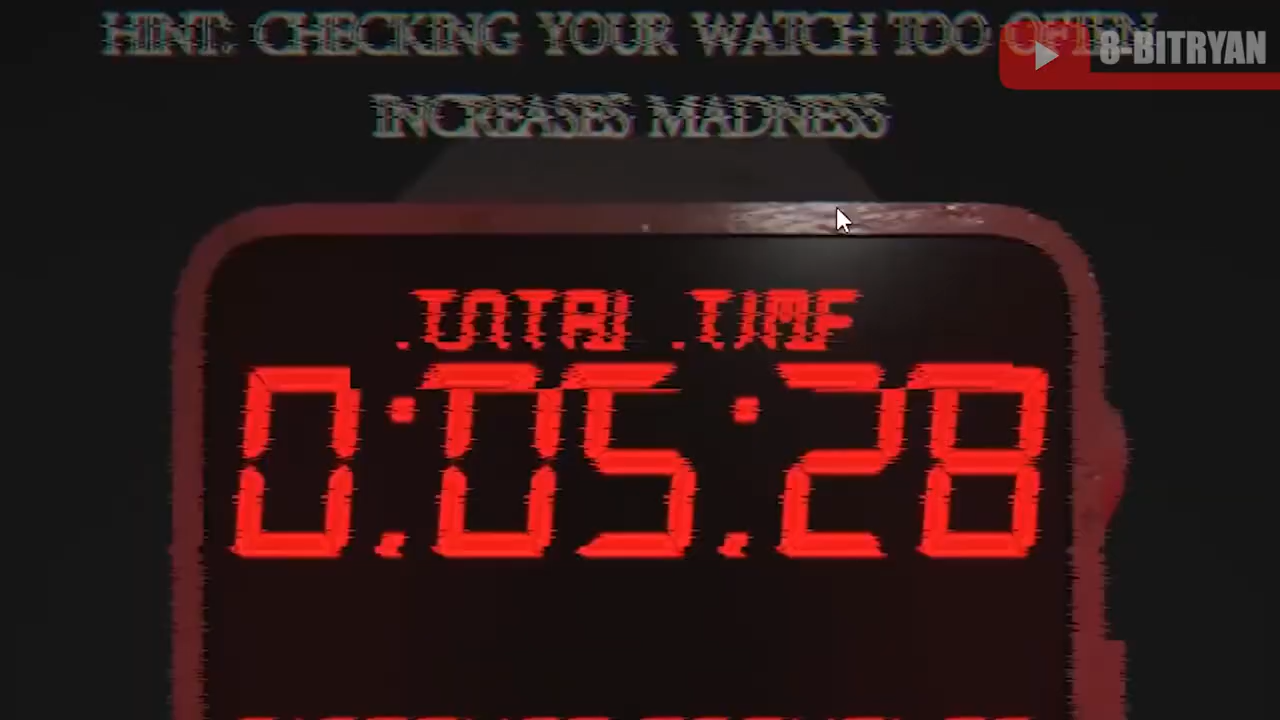 HINT: CHECKING YOUR WATCH TOO OFTEN
8-BITRYAN
INCREASES MADNESS
TOTAL TIME
0:05:28